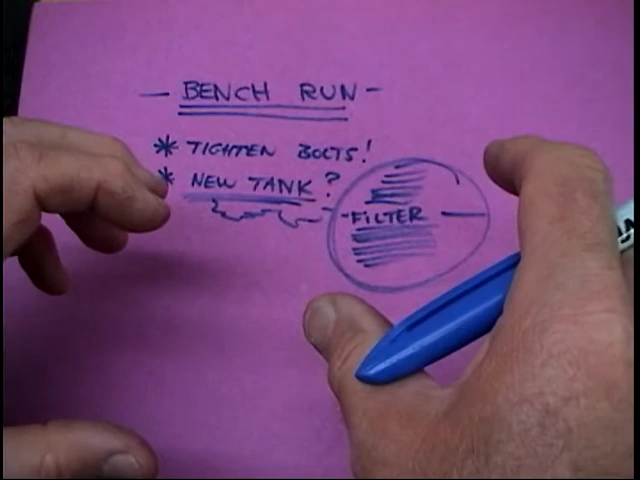 - BENCH RUN -
* TIGHTEN BOLTS!
* NEW TANK?
-FILTER